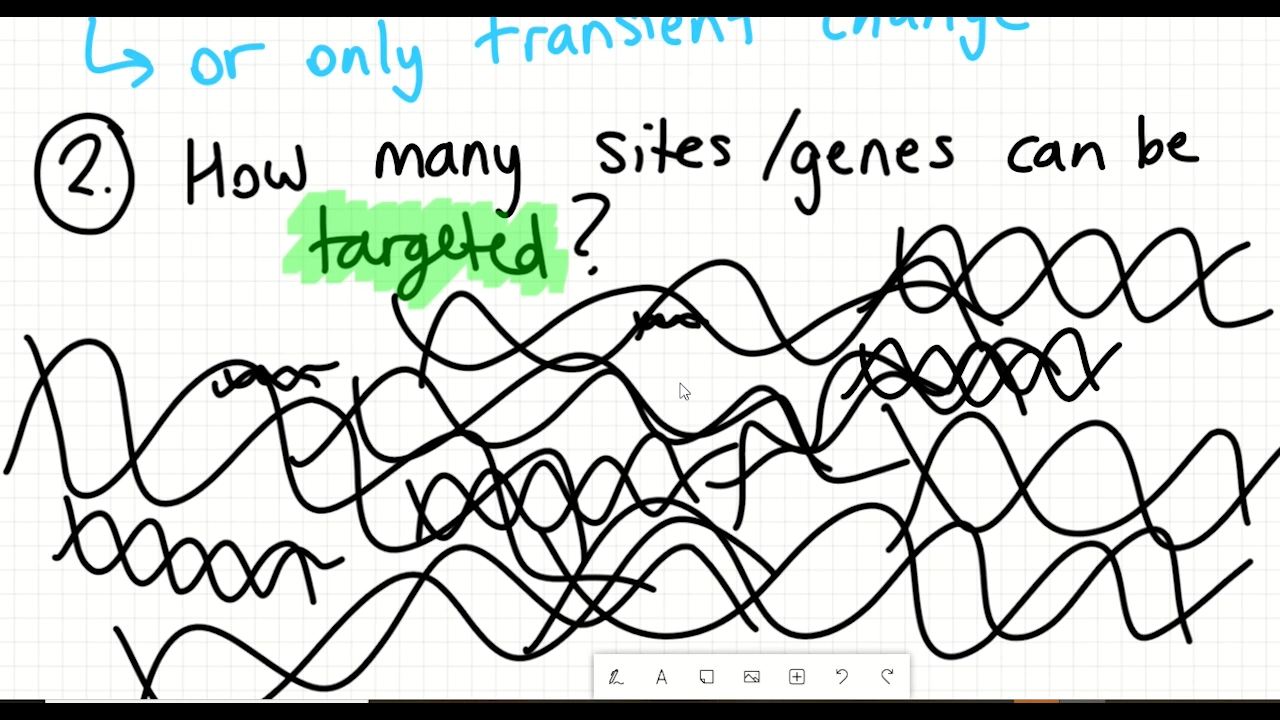 ↳ or only transient change
2. How many sites/genes can be
targeted?
A